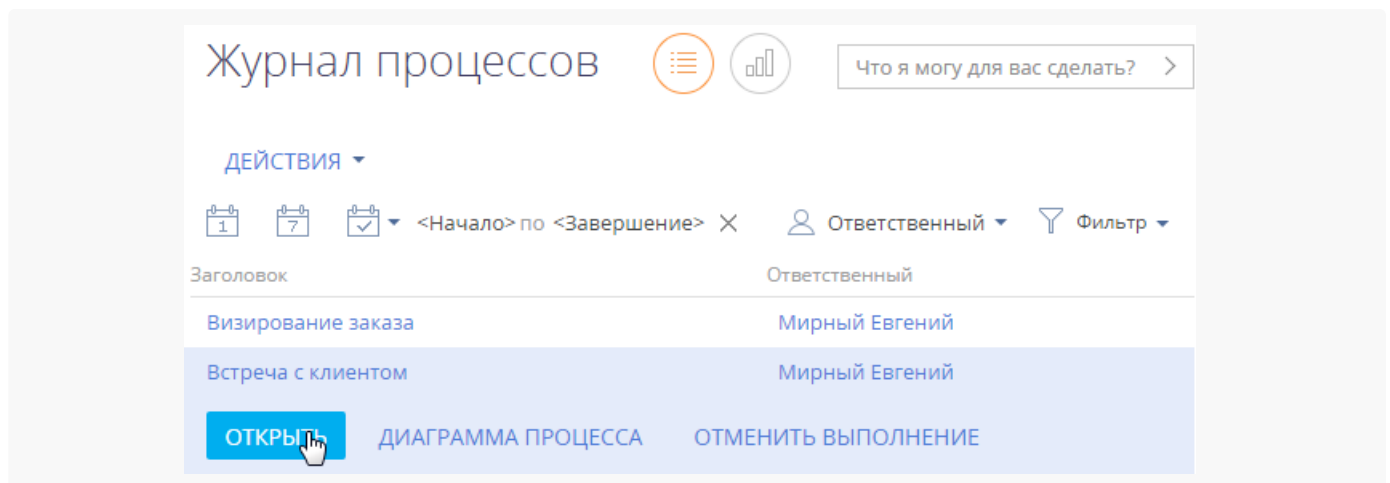 Журнал процессов
Что я могу для вас сделать?
ДЕЙСТВИЯ
1 7 <Начало> по <Завершение> Ответственный Фильтр
Заголовок Ответственный
Визирование заказа Мирный Евгений
Встреча с клиентом Мирный Евгений
ОТКРЫТЬ ДИАГРАММА ПРОЦЕССА ОТМЕНИТЬ ВЫПОЛНЕНИЕ